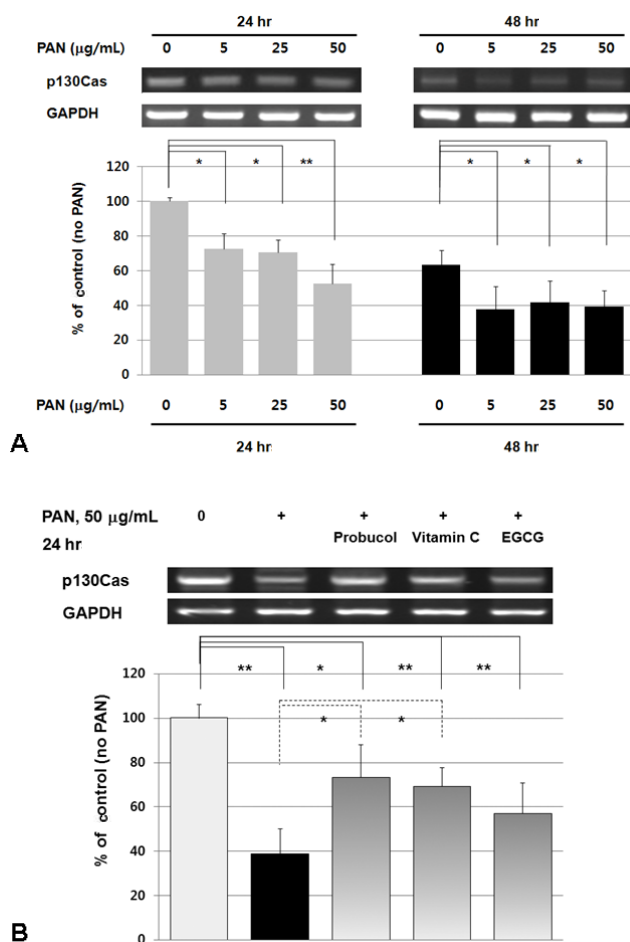 24 hr 48 hr
PAN (µg/mL) 0 5 25 50 0 5 25 50
p130Cas
GAPDH
120
* * ** * * *
100
80
60
40
20
0
% of control (no PAN)
PAN (µg/mL) 0 5 25 50 0 5 25 50
A 24 hr 48 hr
PAN, 50 µg/mL 0 + + + +
24 hr Probucol Vitamin C EGCG
p130Cas
GAPDH
120
** * ** **
100
* *
80
60
40
20
0
% of control (no PAN)
B